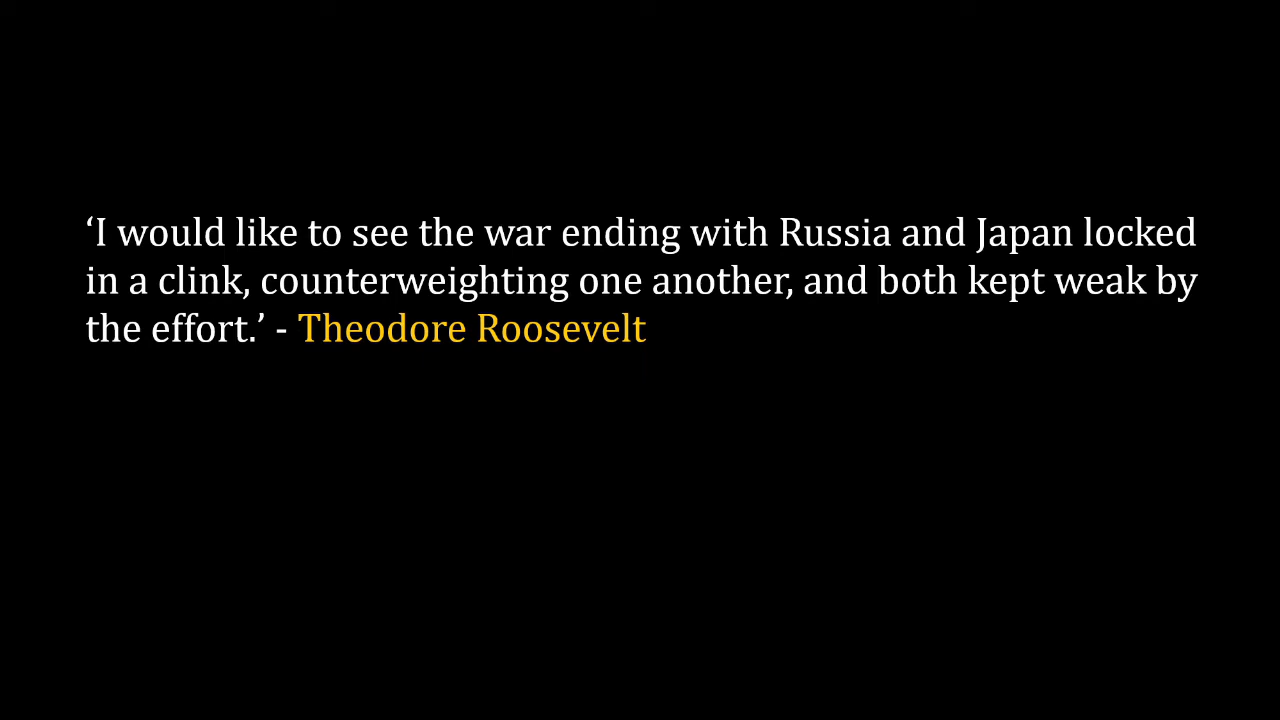 ‘I would like to see the war ending with Russia and Japan locked
in a clink, counterweighting one another, and both kept weak by
the effort.’ - Theodore Roosevelt